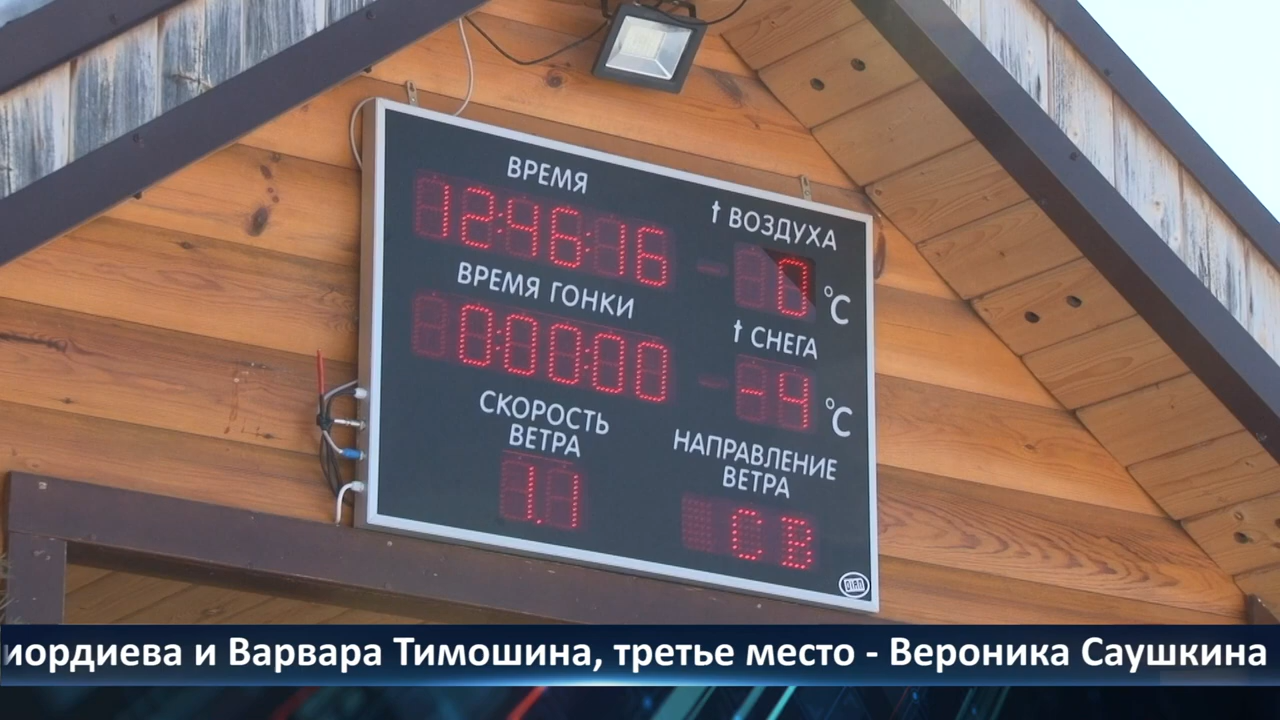 ВРЕМЯ
12:46:16
† ВОЗДУХА
0 °С
ВРЕМЯ ГОНКИ
0:00:00
† СНЕГА
-4 °С
СКОРОСТЬ
ВЕТРА
1.1
НАПРАВЛЕНИЕ
ВЕТРА
СВ
иордиева и Варвара Тимошина, третье место - Вероника Саушкина